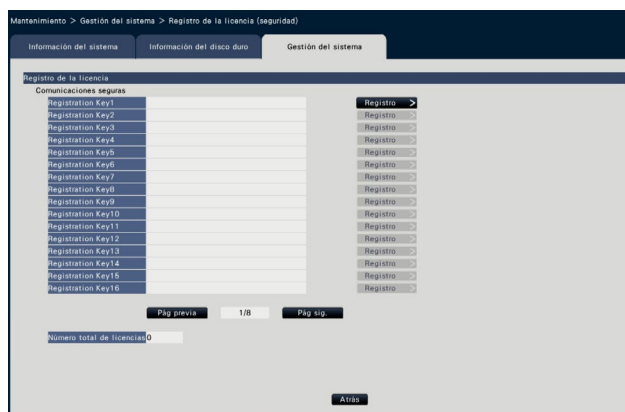 Mantenimiento > Gestión del sistema > Registro de la licencia (seguridad)
Información del sistema Información del disco duro Gestión del sistema
Registro de la licencia
Comunicaciones seguras
Registration Key1 Registro >
Registration Key2 Registro >
Registration Key3 Registro >
Registration Key4 Registro >
Registration Key5 Registro >
Registration Key6 Registro >
Registration Key7 Registro >
Registration Key8 Registro >
Registration Key9 Registro >
Registration Key10 Registro >
Registration Key11 Registro >
Registration Key12 Registro >
Registration Key13 Registro >
Registration Key14 Registro >
Registration Key15 Registro >
Registration Key16 Registro >
Pág previa 1/8 Pág sig.
Número total de licencias 0
Atrás